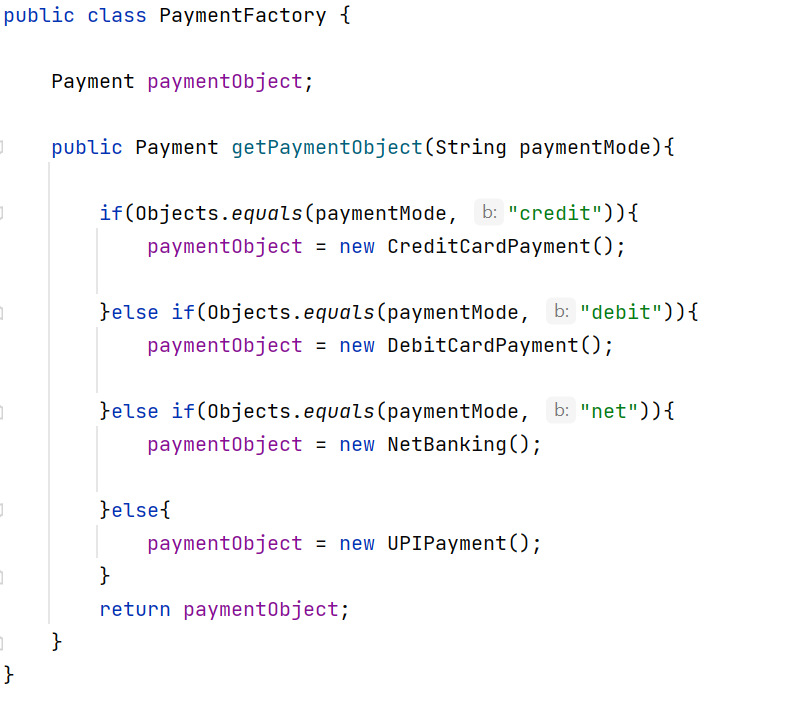 public class PaymentFactory {
Payment paymentObject;
public Payment getPaymentObject(String paymentMode){
if(Objects.equals(paymentMode, b: "credit")){
paymentObject = new CreditCardPayment();
}else if(Objects.equals(paymentMode, b: "debit")){
paymentObject = new DebitCardPayment();
}else if(Objects.equals(paymentMode, b: "net")){
paymentObject = new NetBanking();
}else{
paymentObject = new UPIPayment();
}
return paymentObject;
}
}